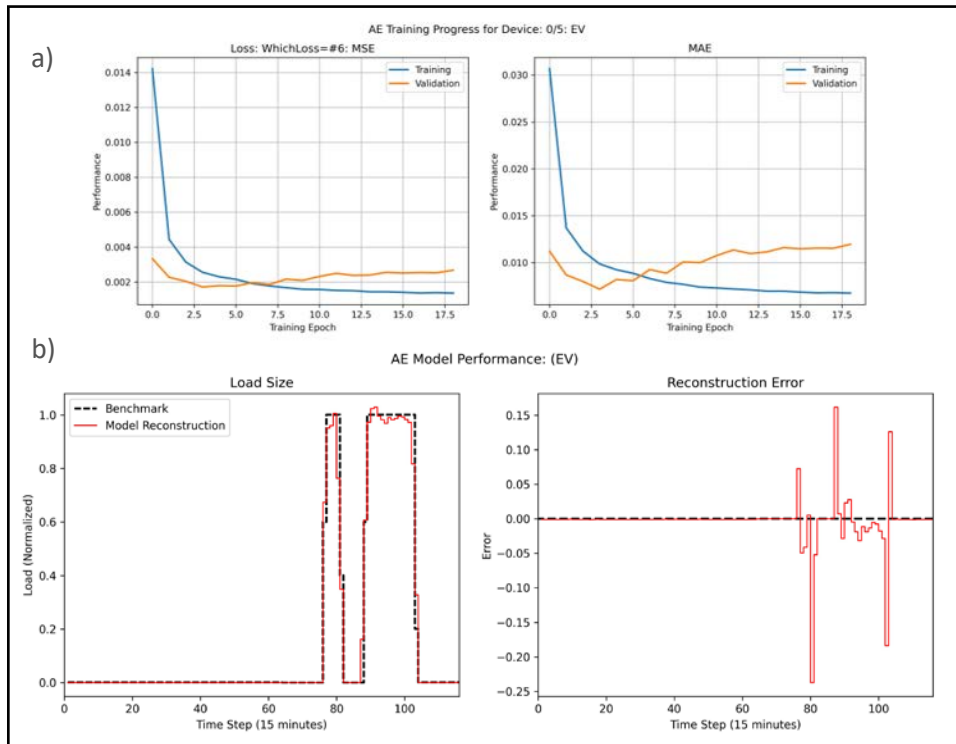 AE Training Progress for Device: 0/5: EV
a)
Loss: WhichLoss=#6: MSE
MAE
Training
Validation
Training
Validation
0.014
0.012
0.010
0.008
0.006
0.004
0.002
Performance
0.0 2.5 5.0 7.5 10.0 12.5 15.0 17.5
Training Epoch
0.030
0.025
0.020
0.015
0.010
Performance
0.0 2.5 5.0 7.5 10.0 12.5 15.0 17.5
Training Epoch
b)
AE Model Performance: (EV)
Load Size
Benchmark
Model Reconstruction
1.0
0.8
0.6
0.4
0.2
0.0
Load (Normalized)
0 20 40 60 80 100
Time Step (15 minutes)
Reconstruction Error
0.15
0.10
0.05
0.00
−0.05
−0.10
−0.15
−0.20
−0.25
Error
0 20 40 60 80 100
Time Step (15 minutes)